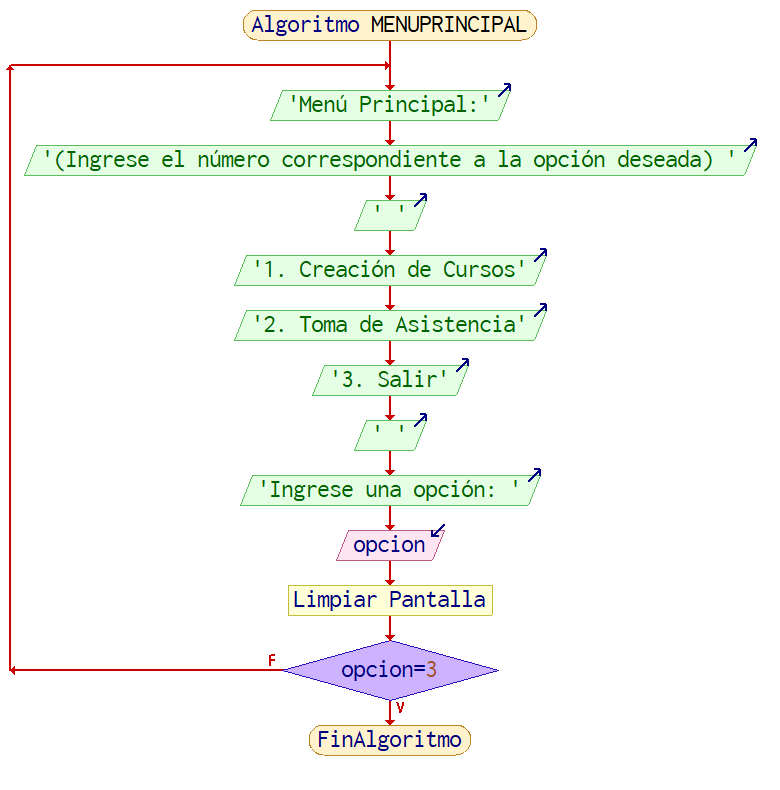 Algoritmo MENUPRINCIPAL
'Menú Principal:'
'(Ingrese el número correspondiente a la opción deseada) '
' '
'1. Creación de Cursos'
'2. Toma de Asistencia'
'3. Salir'
' '
'Ingrese una opción: '
opcion
Limpiar Pantalla
F
opcion=3
V
FinAlgoritmo